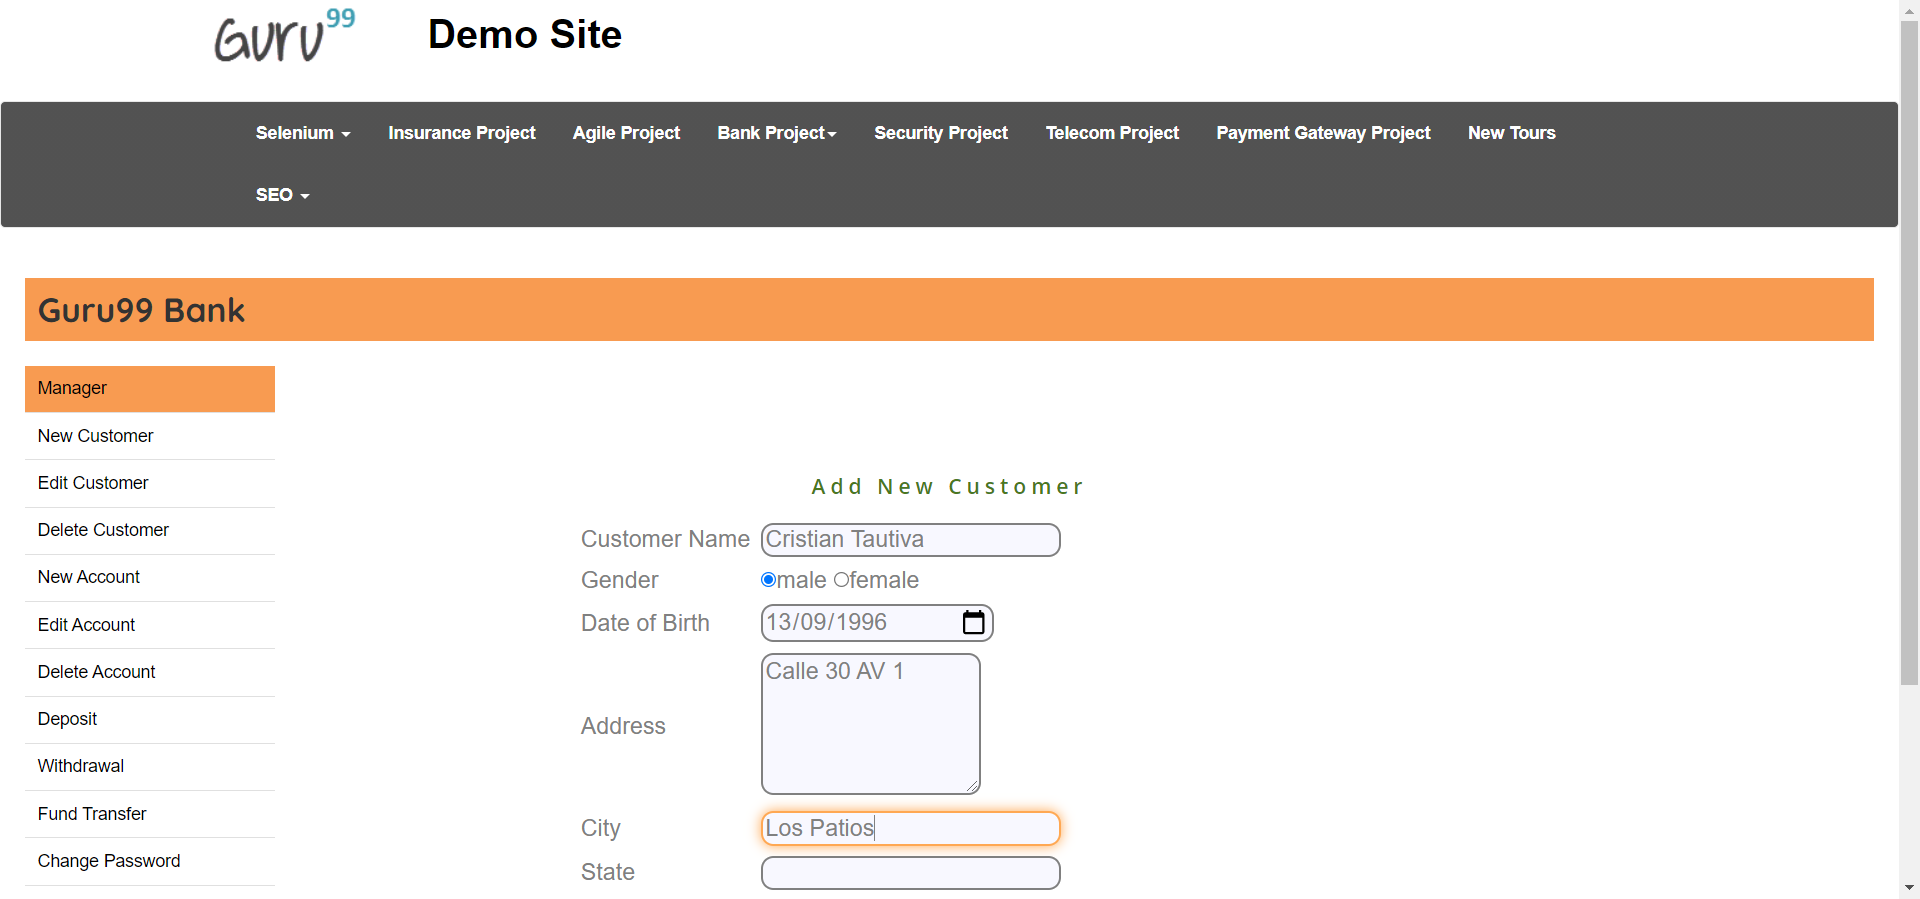 Guru99
Demo Site
Selenium
Insurance Project
Agile Project
Bank Project
Security Project
Telecom Project
Payment Gateway Project
New Tours
SEO
Guru99 Bank
Manager
New Customer
Edit Customer
Delete Customer
New Account
Edit Account
Delete Account
Deposit
Withdrawal
Fund Transfer
Change Password
Add New Customer
Customer Name Cristian Tautiva
Gender male female
Date of Birth 13/09/1996
Address Calle 30 AV 1
City Los Patios
State